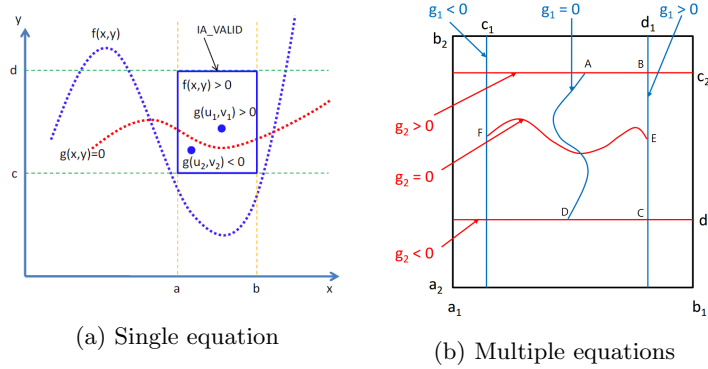 y
f(x,y)
IA_VALID
d
f(x,y) > 0
g(u1,v1) > 0
g(x,y)=0
g(u2,v2) < 0
c
a
b
x
(a) Single equation
g1 < 0
c1
g1 = 0
d1
g1 > 0
b2
A
B
c2
g2 > 0
F
E
g2 = 0
D
C
d
g2 < 0
a2
a1
b1
(b) Multiple equations